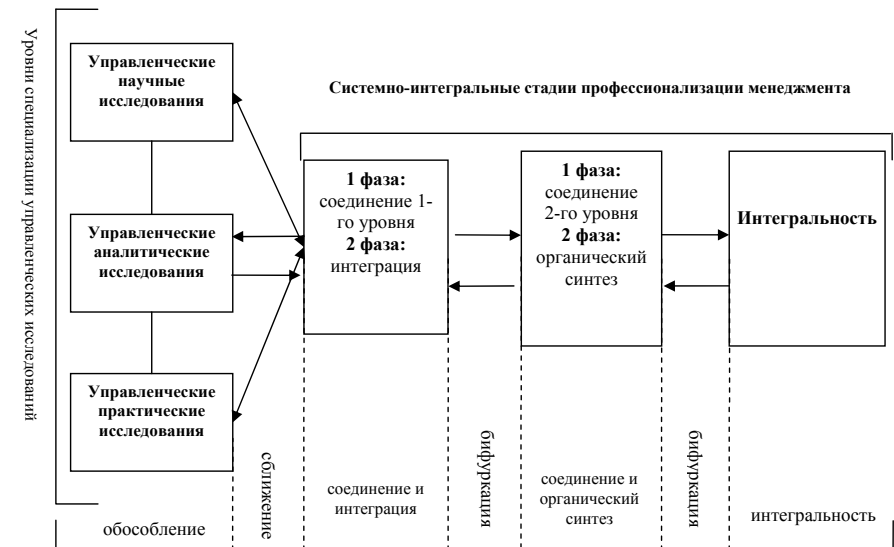 Уровни специализации управленческих исследований
Управленческие
научные
исследования
Управленческие
аналитические
исследования
Управленческие
практические
исследования
Системно-интегральные стадии профессионализации менеджмента
1 фаза:
соединение 1-
го уровня
2 фаза:
интеграция
1 фаза:
соединение
2-го уровня
2 фаза:
органический
синтез
Интегральность
обособление
сближение
соединение и
интеграция
бифуркация
соединение и
органический
синтез
бифуркация
интегральность